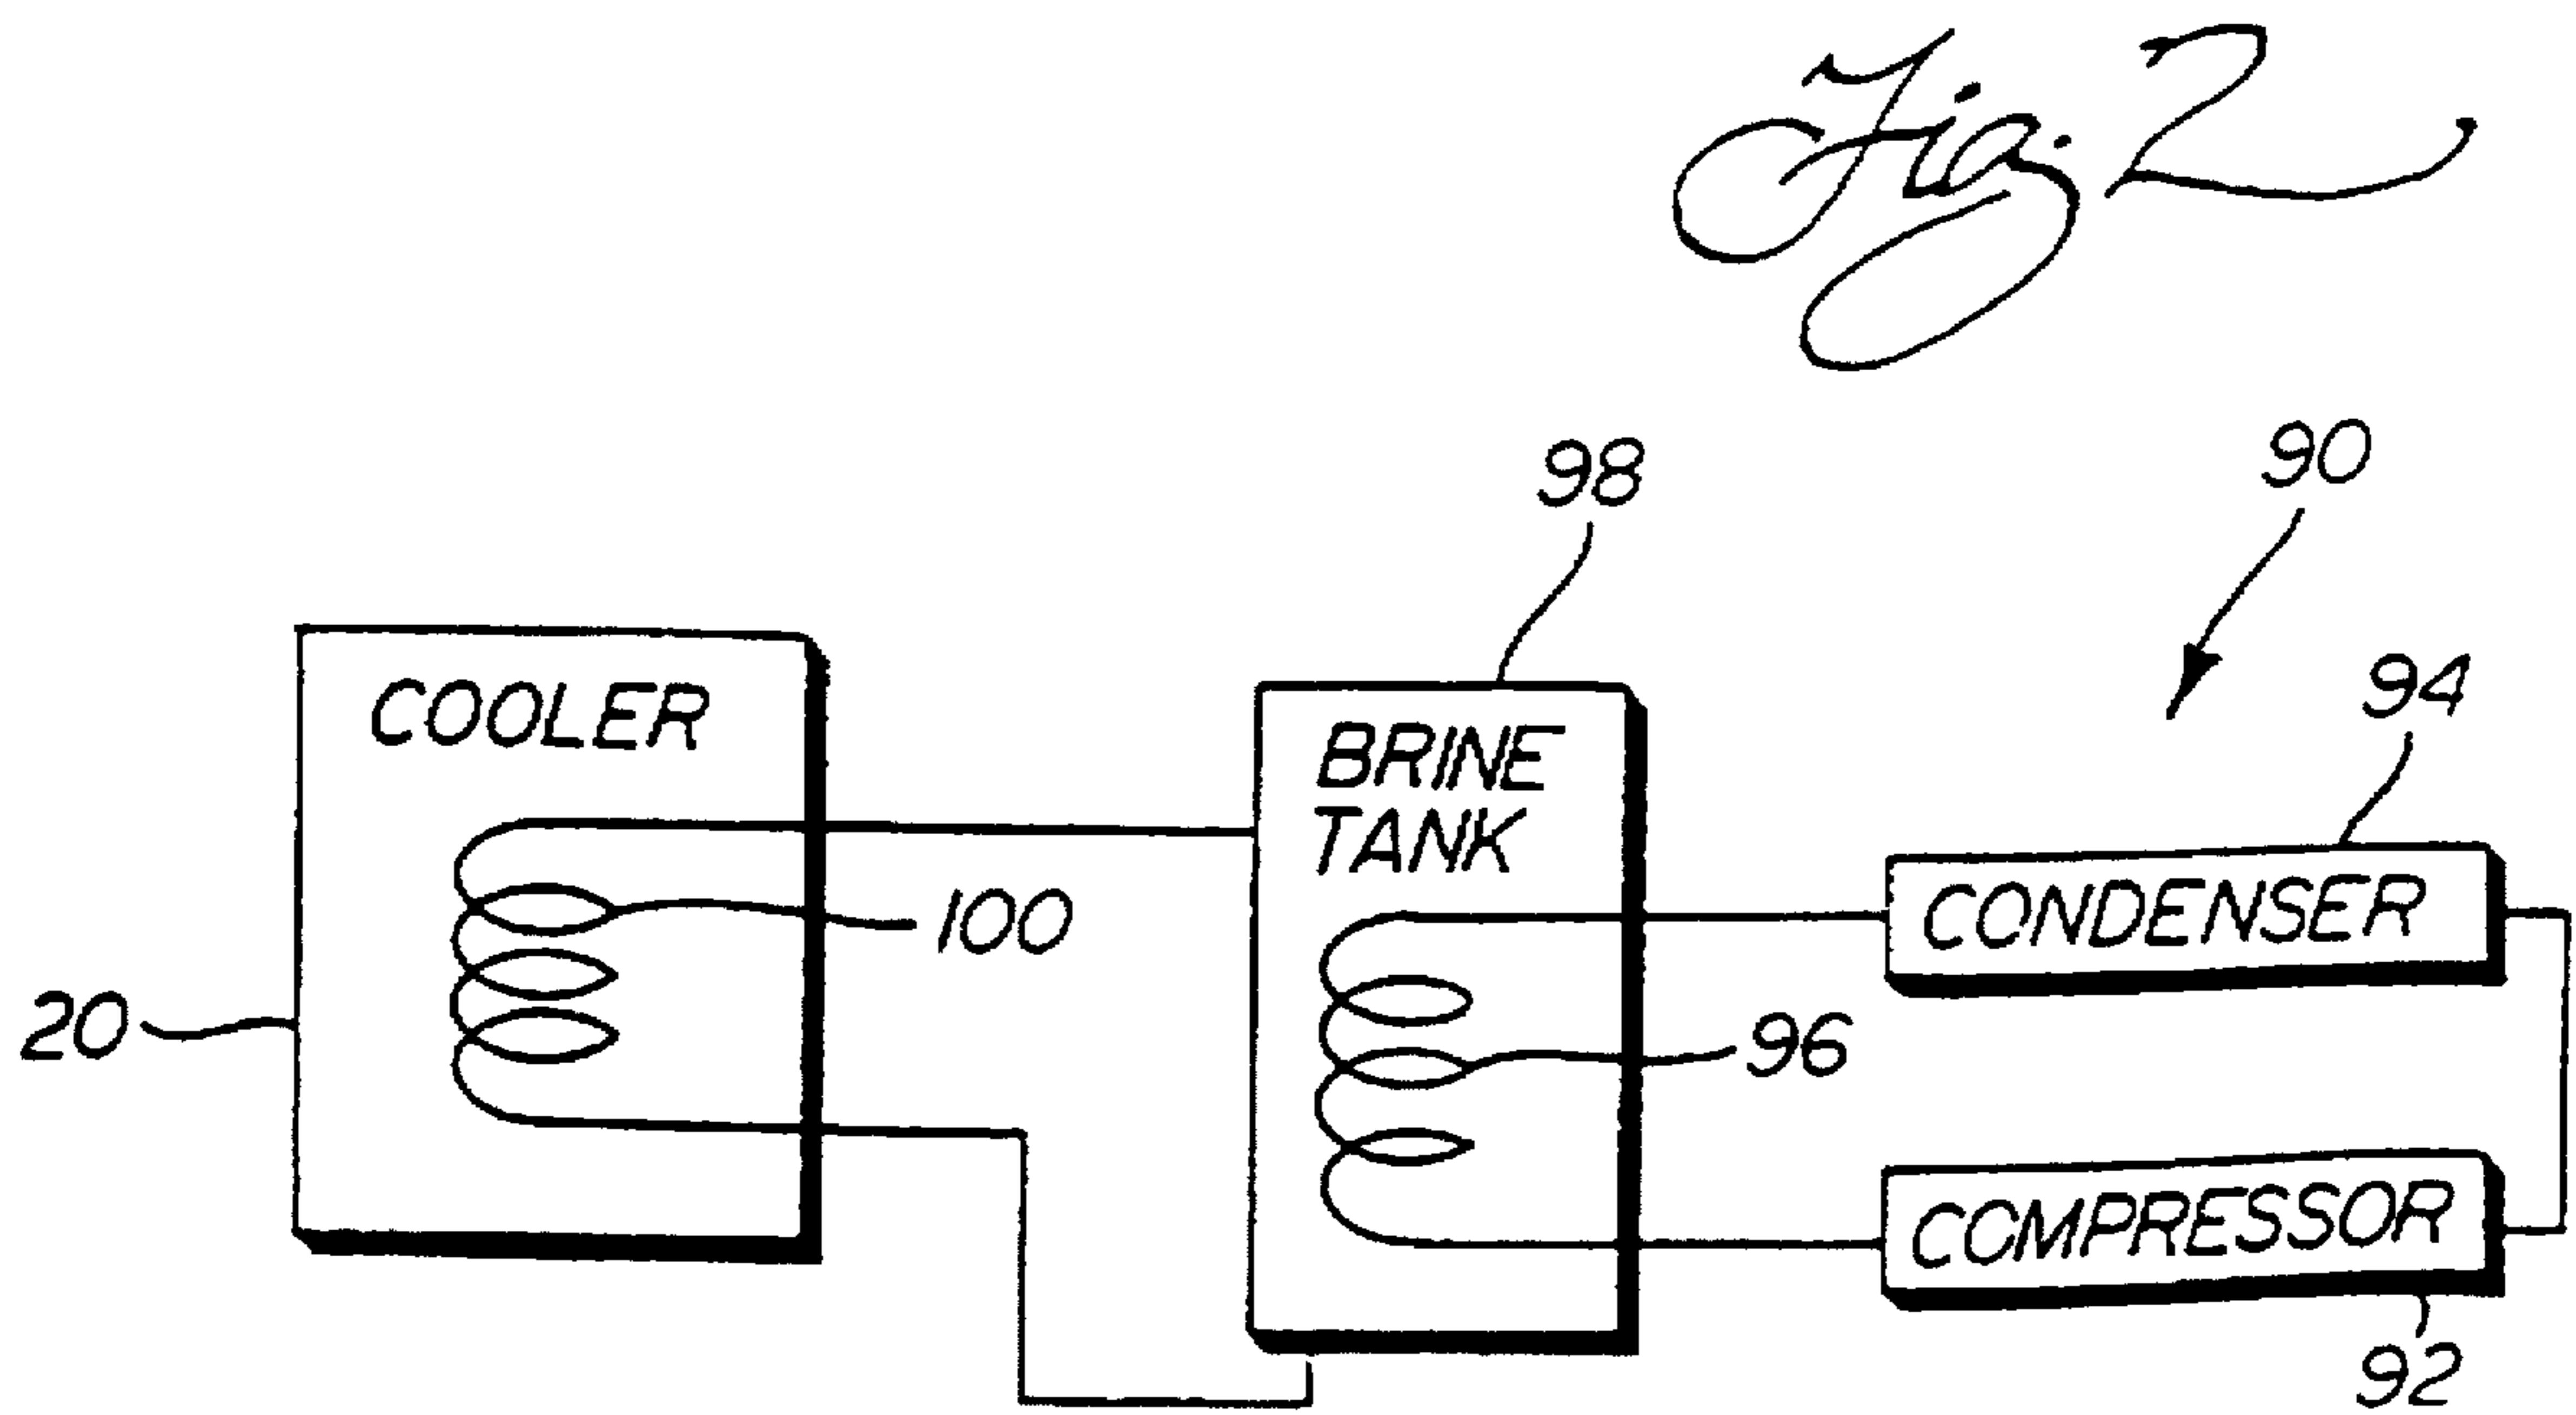 Fig. 2
98
90
COOLER
94
BRINE
TANK
100
CONDENSER
20
96
COMPRESSOR
92